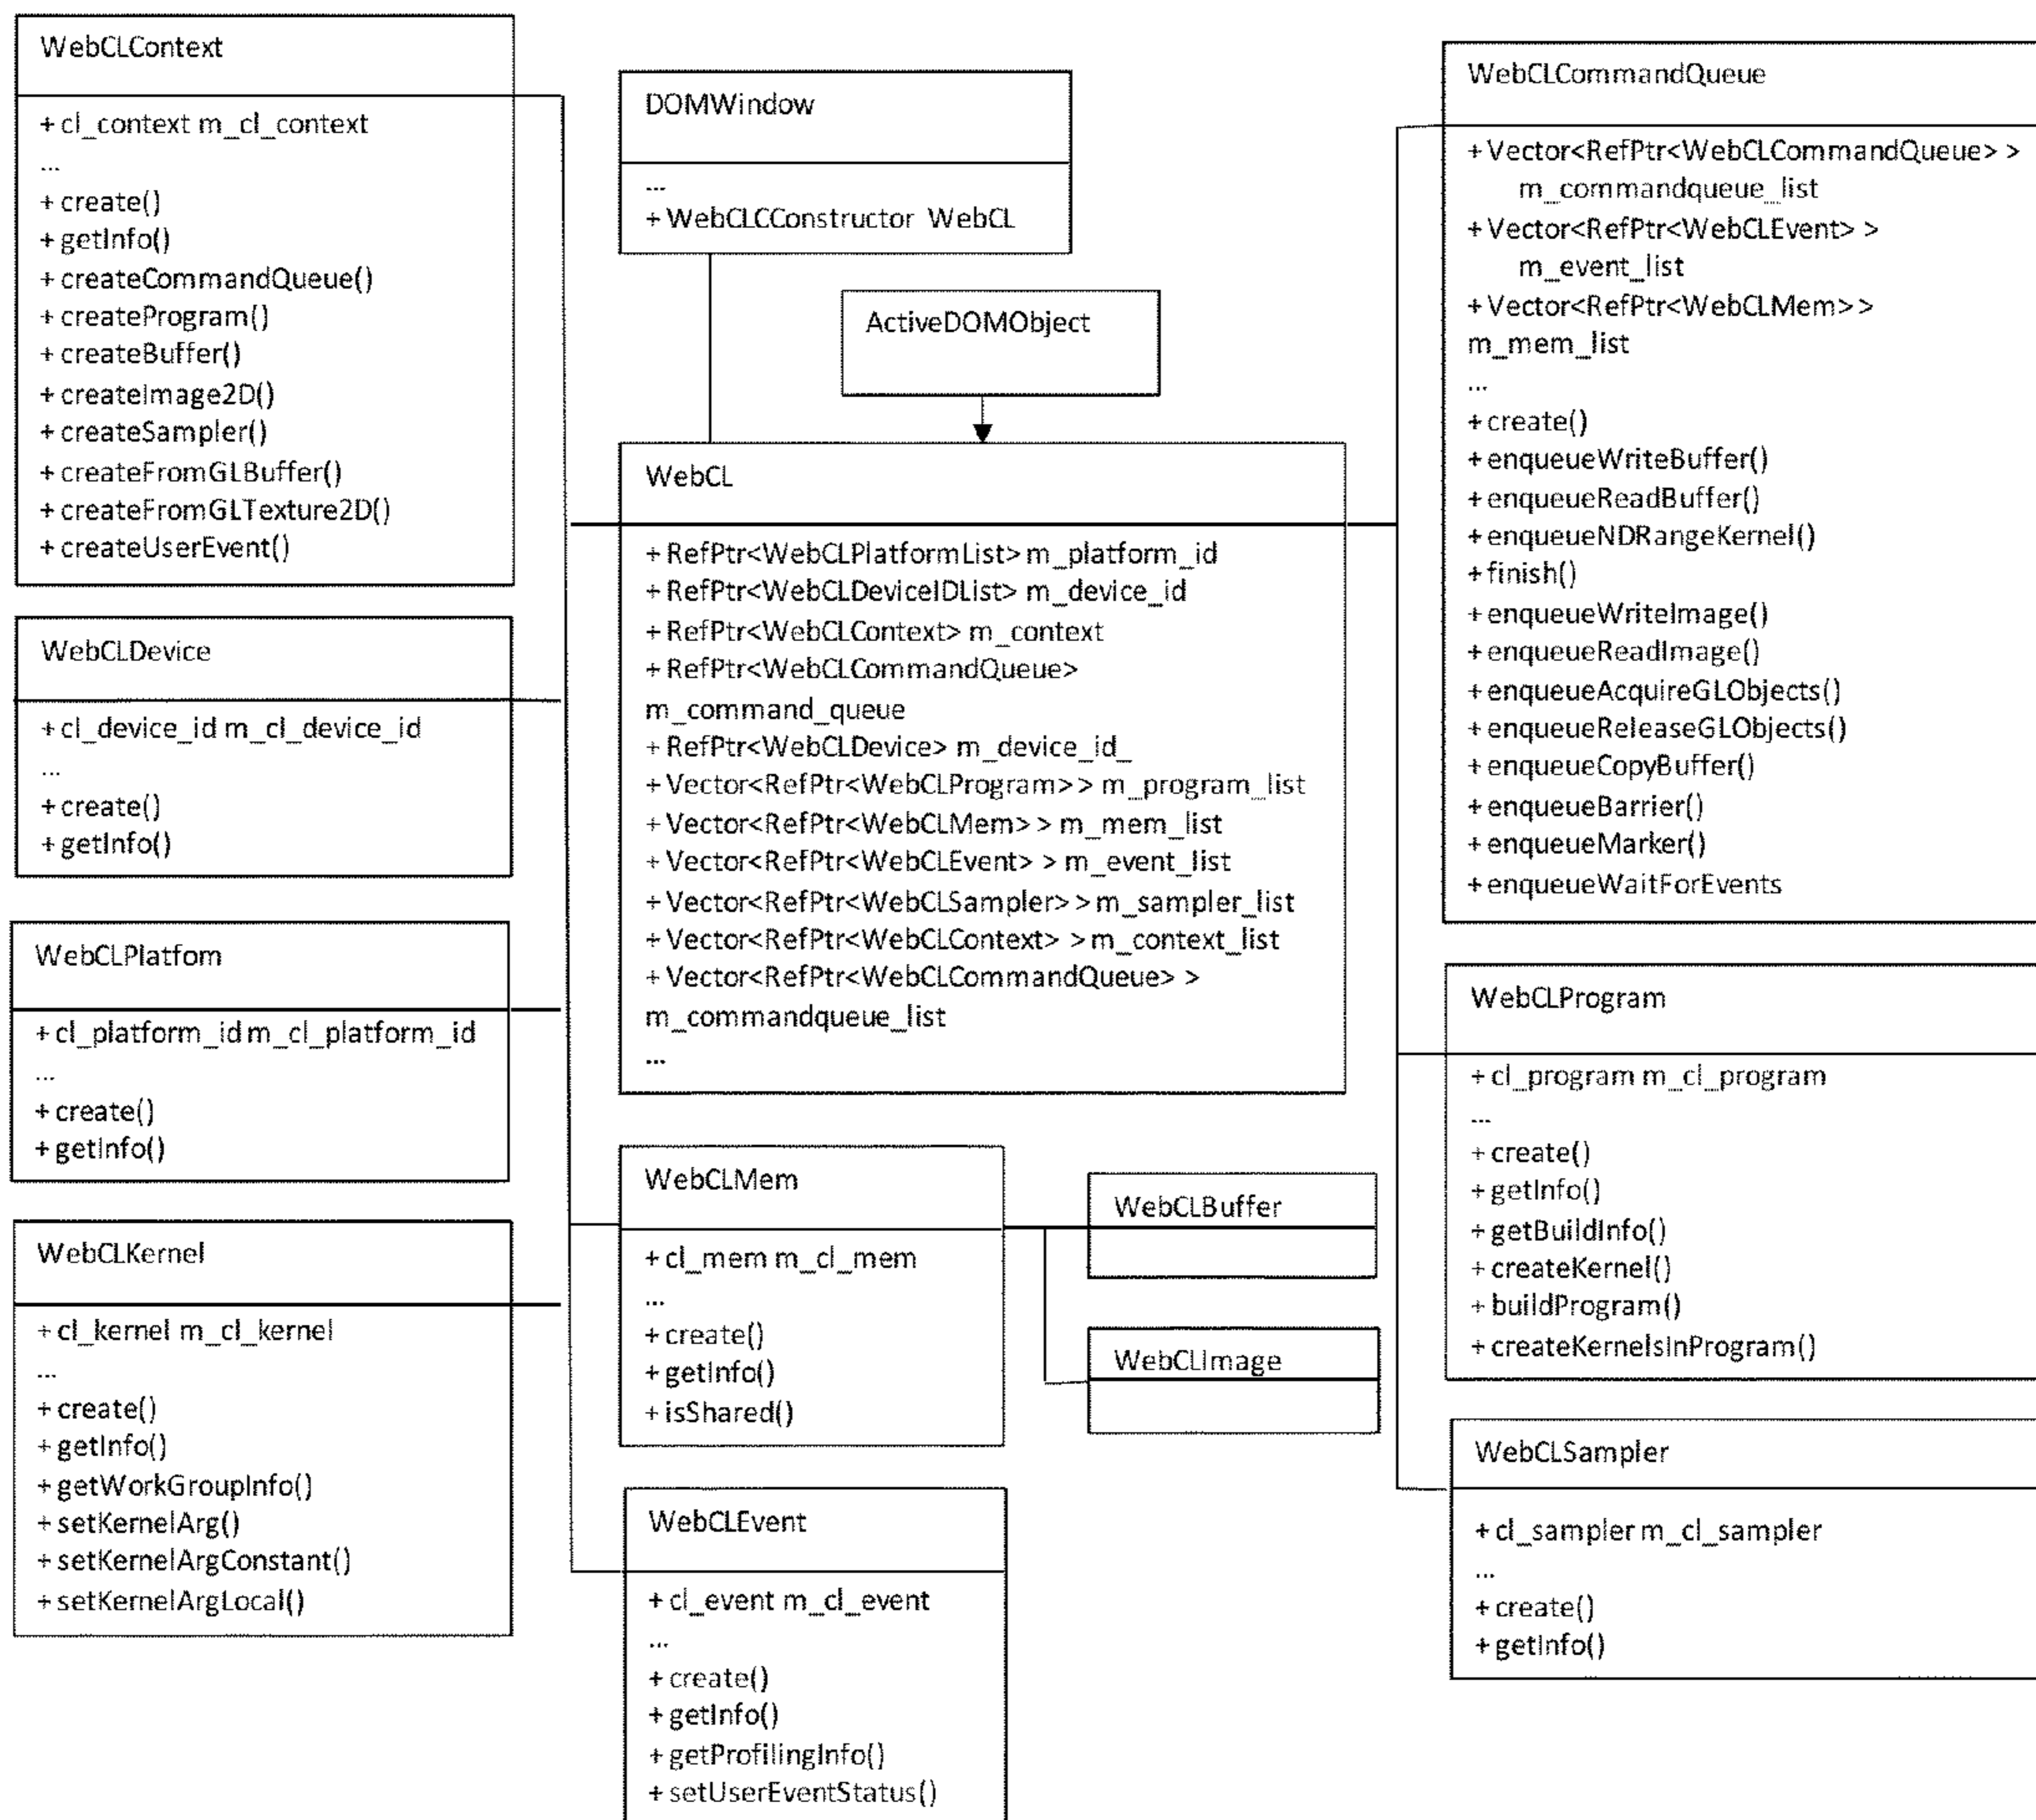 WebCLContext
+ cl_context m_cl_context
...
+ create()
+ getInfo()
+ createCommandQueue()
+ createProgram()
+ createBuffer()
+ createImage2D()
+ createSampler()
+ createFromGLBuffer()
+ createFromGLTexture2D()
+ createUserEvent()
WebCLDevice
+ cl_device_id m_cl_device_id
...
+ create()
+ getInfo()
WebCLPlatfom
+ cl_platform_id m_cl_platform_id
...
+ create()
+ getInfo()
WebCLKernel
+ cl_kernel m_cl_kernel
...
+ create()
+ getInfo()
+ getWorkGroupInfo()
+ setKernelArg()
+ setKernelArgConstant()
+ setKernelArgLocal()
DOMWindow
...
+ WebCLCConstructor WebCL
ActiveDOMObject
WebCL
+ RefPtr<WebCLPlatformList> m_platform_id
+ RefPtr<WebCLDeviceIDList> m_device_id
+ RefPtr<WebCLContext> m_context
+ RefPtr<WebCLCommandQueue>
m_command_queue
+ RefPtr<WebCLDevice> m_device_id_
+ Vector<RefPtr<WebCLProgram>> m_program_list
+ Vector<RefPtr<WebCLMem>> m_mem_list
+ Vector<RefPtr<WebCLEvent> > m_event_list
+ Vector<RefPtr<WebCLSampler>> m_sampler_list
+ Vector<RefPtr<WebCLContext> > m_context_list
+ Vector<RefPtr<WebCLCommandQueue> >
m_commandqueue_list
...
WebCLMem
+ cl_mem m_cl_mem
...
+ create()
+ getInfo()
+ isShared()
WebCLBuffer
WebCLImage
WebCLEvent
+ cl_event m_cl_event
...
+ create()
+ getInfo()
+ getProfilingInfo()
+ setUserEventStatus()
WebCLCommandQueue
+ Vector<RefPtr<WebCLCommandQueue> >
m_commandqueue_list
+ Vector<RefPtr<WebCLEvent> >
m_event_list
+ Vector<RefPtr<WebCLMem>>
m_mem_list
...
+ create()
+ enqueueWriteBuffer()
+ enqueueReadBuffer()
+ enqueueNDRangeKernel()
+ finish()
+ enqueueWriteImage()
+ enqueueReadImage()
+ enqueueAcquireGLObjects()
+ enqueueReleaseGLObjects()
+ enqueueCopyBuffer()
+ enqueueBarrier()
+ enqueueMarker()
+ enqueueWaitForEvents
WebCLProgram
+ cl_program m_cl_program
...
+ create()
+ getInfo()
+ getBuildInfo()
+ createKernel()
+ buildProgram()
+ createKernelsInProgram()
WebCLSampler
+ cl_sampler m_cl_sampler
...
+ create()
+ getInfo()